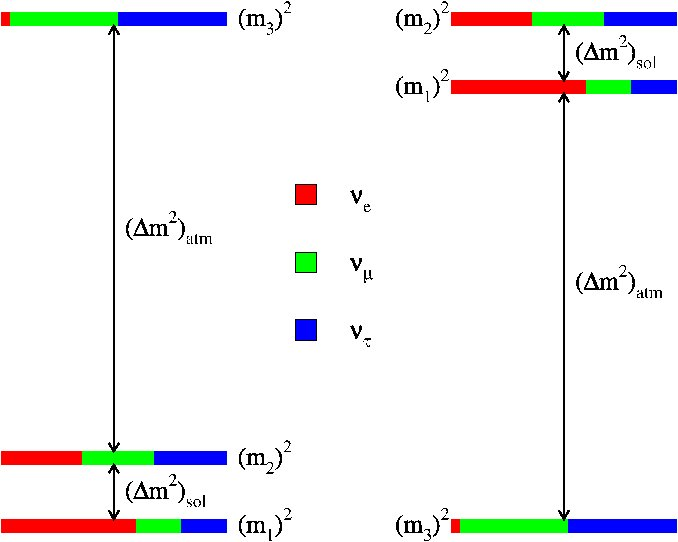 (m₃)²
(m₂)²
(Δm²)sol
(m₁)²
νe
(Δm²)atm
νμ
(Δm²)atm
ντ
(m₂)²
(Δm²)sol
(m₁)²
(m₃)²